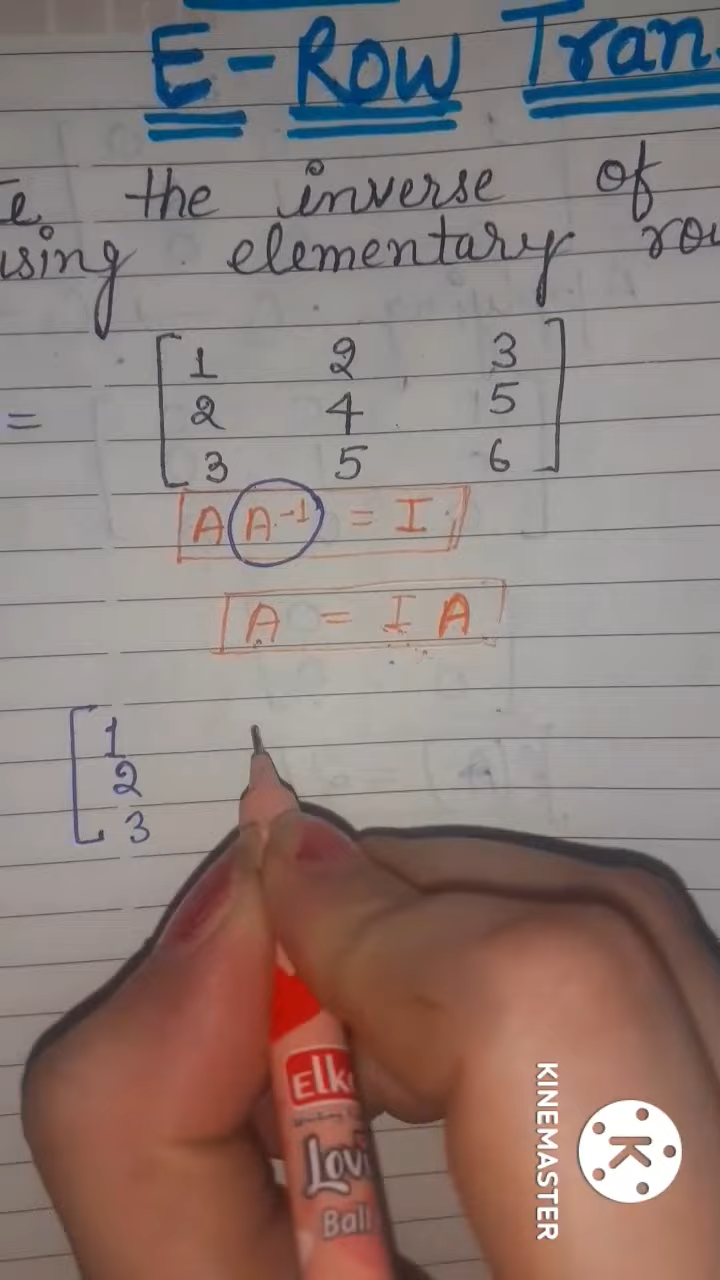 E-Row Tran
the inverse of
using elementary row
= [ 1 2 3
2 4 5
3 5 6 ]
A A⁻¹ = I
A = I A
[ 1
2
3
Elk
Lovi
Ball
KINEMASTER
K